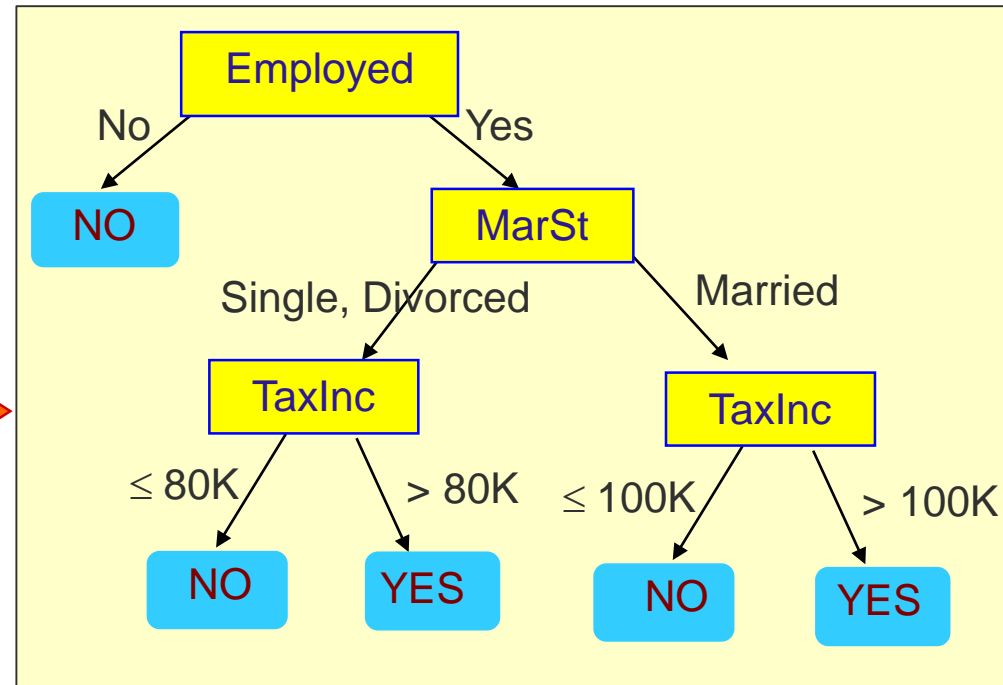 Employed
No
Yes
NO
MarSt
Single, Divorced
Married
TaxInc
TaxInc
≤ 80K
> 80K
≤ 100K
> 100K
NO
YES
NO
YES